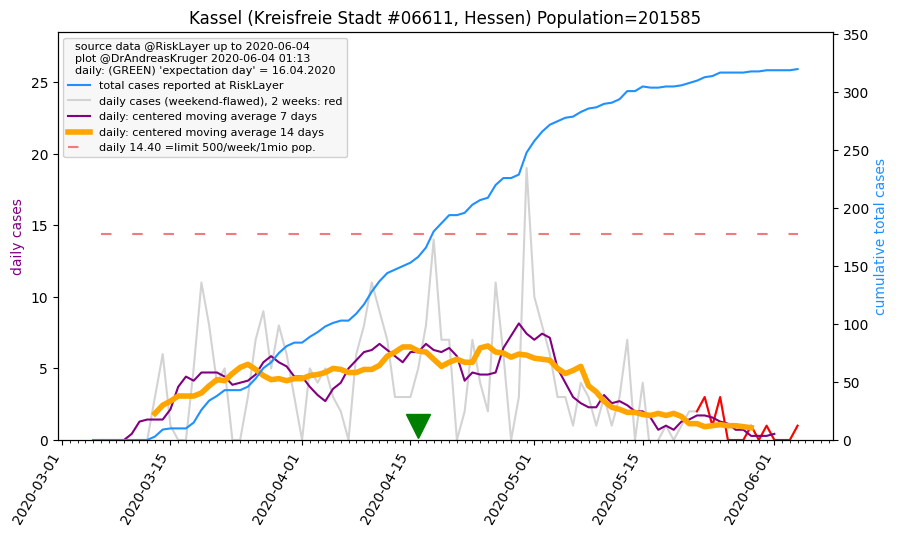 Kassel (Kreisfreie Stadt #06611, Hessen) Population=201585
source data @RiskLayer up to 2020-06-04
plot @DrAndreasKruger 2020-06-04 01:13
daily: (GREEN) 'expectation day' = 16.04.2020
total cases reported at RiskLayer
daily cases (weekend-flawed), 2 weeks: red
daily: centered moving average 7 days
daily: centered moving average 14 days
daily 14.40 =limit 500/week/1mio pop.
daily cases
25
20
15
10
5
0
350
300
250
200
150
100
50
0
cumulative total cases
2020-03-01
2020-03-15
2020-04-01
2020-04-15
2020-05-01
2020-05-15
2020-06-01